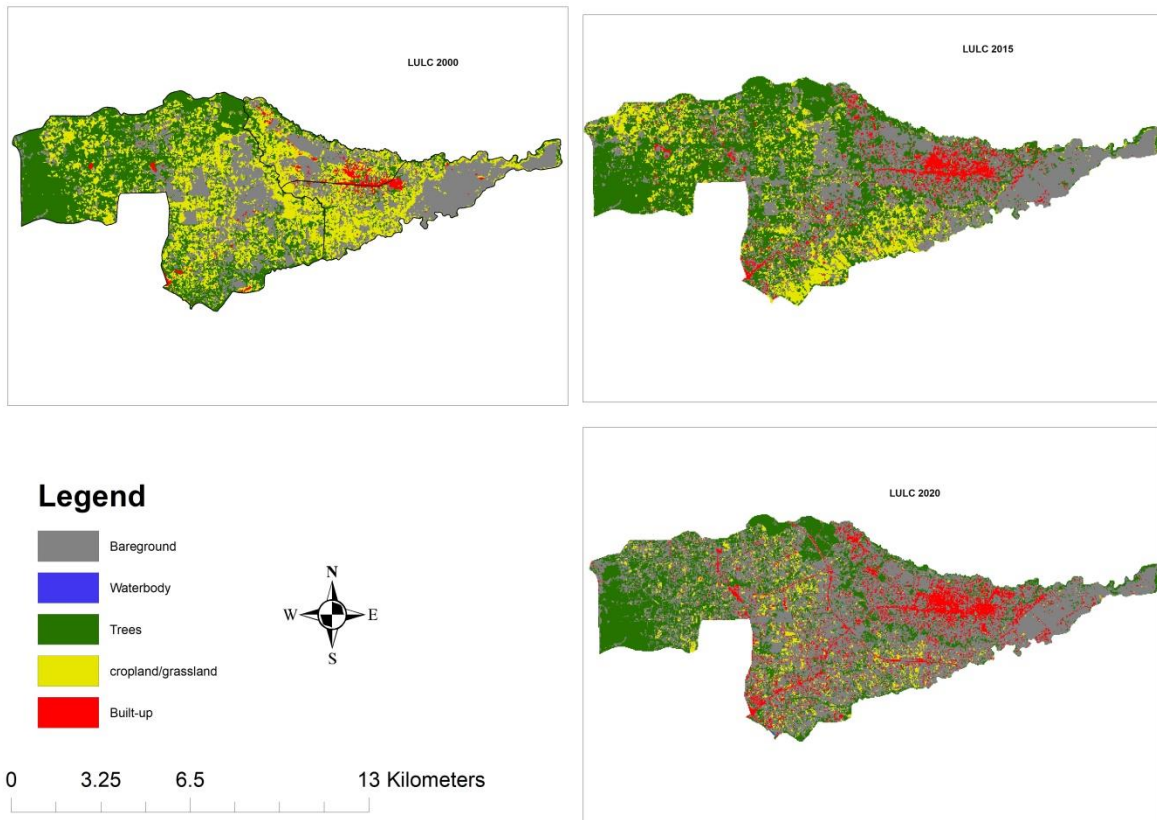 LULC 2000
LULC 2015
Legend
Bareground
Waterbody
Trees
cropland/grassland
Built-up
N
W E
S
0 3.25 6.5 13 Kilometers
LULC 2020